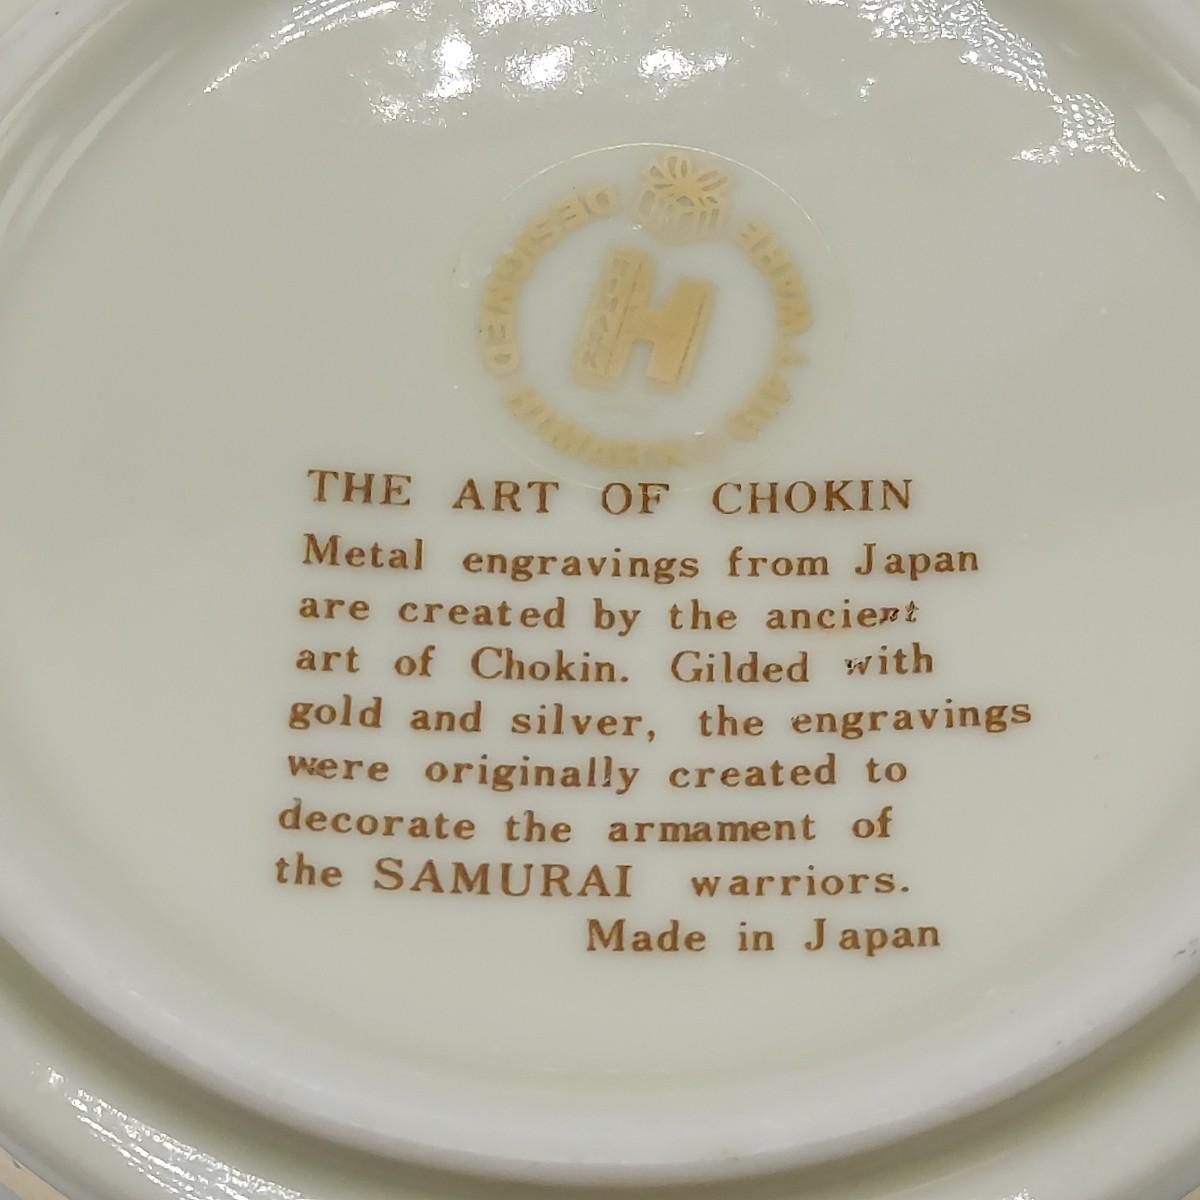 DESIGNED
H
THE ART OF CHOKIN
Metal engravings from Japan
are created by the ancient
art of Chokin. Gilded with
gold and silver, the engravings
were originally created to
decorate the armament of
the SAMURAI warriors.
Made in Japan